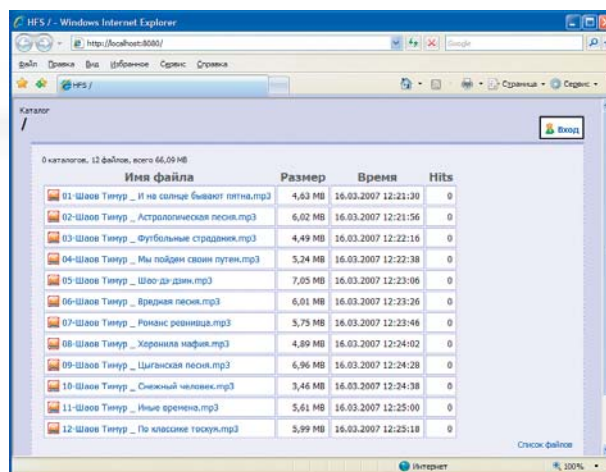 HFS / - Windows Internet Explorer
http://localhost:8080/
Google
Файл Правка Вид Избранное Сервис Справка
HFS /
Страница
Сервис
Каталог
/
Вход
0 каталогов, 12 файлов, всего 66,09 MB
Имя файла Размер Время Hits
01-Шаов Тимур _ И на солнце бывают пятна.mp3 4,63 MB 16.03.2007 12:21:30 0
02-Шаов Тимур _ Астрологическая песня.mp3 6,02 MB 16.03.2007 12:21:56 0
03-Шаов Тимур _ Футбольные страдания.mp3 4,49 MB 16.03.2007 12:22:16 0
04-Шаов Тимур _ Мы пойдем своим путем.mp3 5,24 MB 16.03.2007 12:22:38 0
05-Шаов Тимур _ Шао-дэ-дзин.mp3 7,05 MB 16.03.2007 12:23:06 0
06-Шаов Тимур _ Вредная песня.mp3 6,01 MB 16.03.2007 12:23:26 0
07-Шаов Тимур _ Романс ревнивца.mp3 5,75 MB 16.03.2007 12:23:46 0
08-Шаов Тимур _ Хоронила мафия.mp3 4,89 MB 16.03.2007 12:24:02 0
09-Шаов Тимур _ Цыганская песня.mp3 6,96 MB 16.03.2007 12:24:28 0
10-Шаов Тимур _ Снежный человек.mp3 3,46 MB 16.03.2007 12:24:38 0
11-Шаов Тимур _ Иные времена.mp3 5,61 MB 16.03.2007 12:25:00 0
12-Шаов Тимур _ По классике тоскуя.mp3 5,99 MB 16.03.2007 12:25:18 0
Список файлов
Интернет 100%